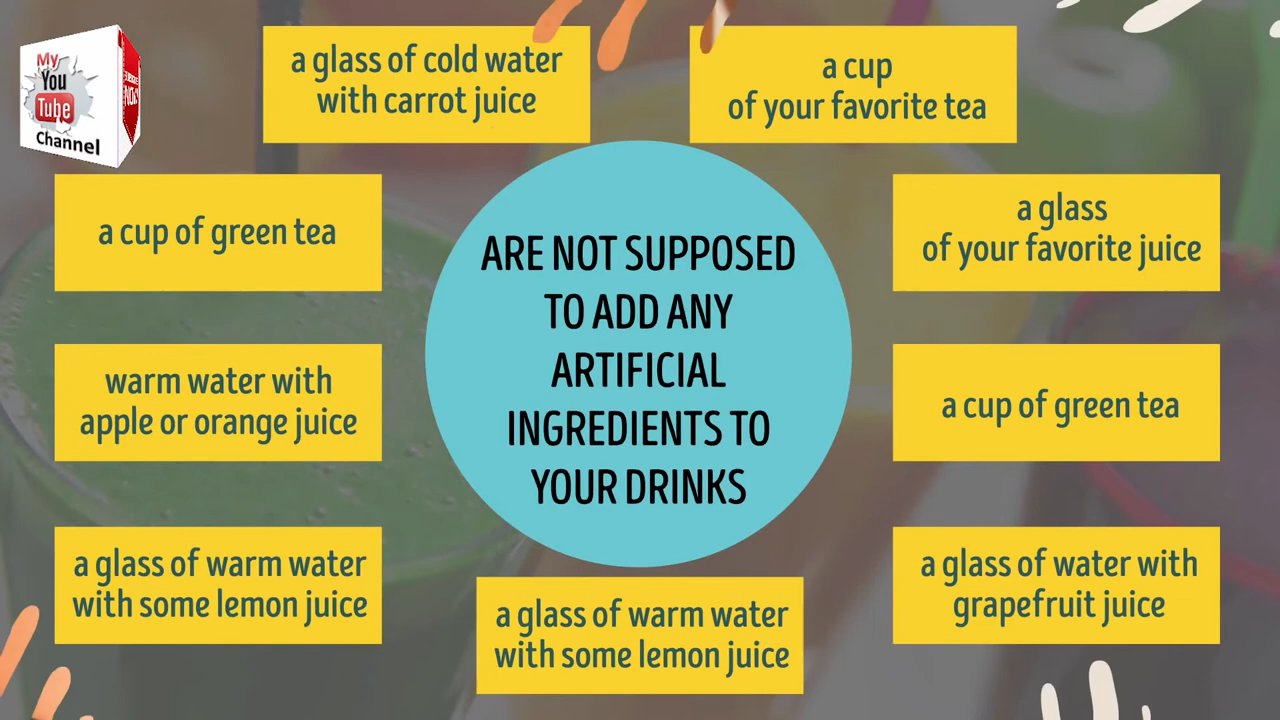 My
You
Tube
Channel
a glass of cold water
with carrot juice
a cup
of your favorite tea
a cup of green tea
a glass
of your favorite juice
ARE NOT SUPPOSED
TO ADD ANY
ARTIFICIAL
INGREDIENTS TO
YOUR DRINKS
warm water with
apple or orange juice
a cup of green tea
a glass of warm water
with some lemon juice
a glass of warm water
with some lemon juice
a glass of water with
grapefruit juice